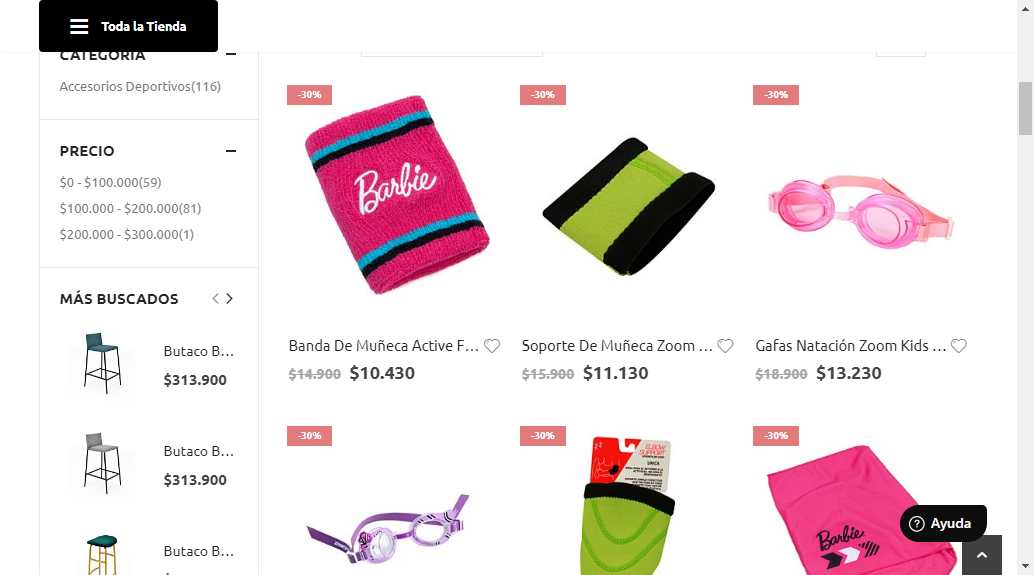 Toda la Tienda
CATEGORÍA
Accesorios Deportivos(116)
PRECIO
$0 - $100.000(59)
$100.000 - $200.000(81)
$200.000 - $300.000(1)
MÁS BUSCADOS
Butaco B...
$313.900
Butaco B...
$313.900
Butaco B...
-30%
-30%
-30%
Barbie
Banda De Muñeca Active F...
$14.900 $10.430
Soporte De Muñeca Zoom ...
$15.900 $11.130
Gafas Natación Zoom Kids ...
$18.900 $13.230
-30%
-30%
-30%
ELBOW
SUPPORT
UNICA
Barbie
Ayuda